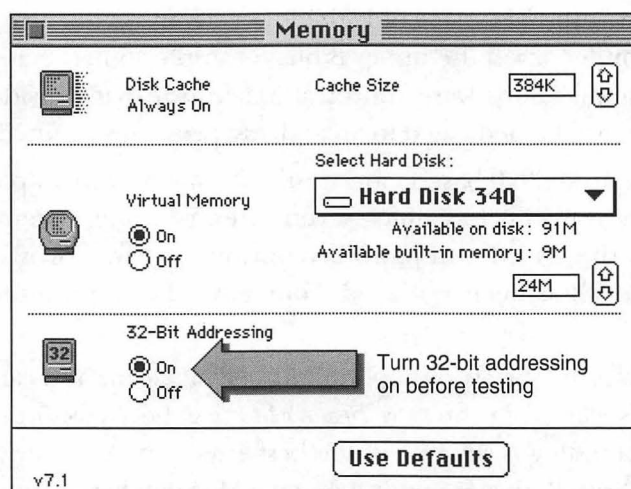 Memory
Disk Cache
Always On
Cache Size
384K
Select Hard Disk:
Hard Disk 340
Virtual Memory
On
Off
Available on disk: 91M
Available built-in memory: 9M
24M
32
32-Bit Addressing
On
Off
Turn 32-bit addressing
on before testing
Use Defaults
v7.1